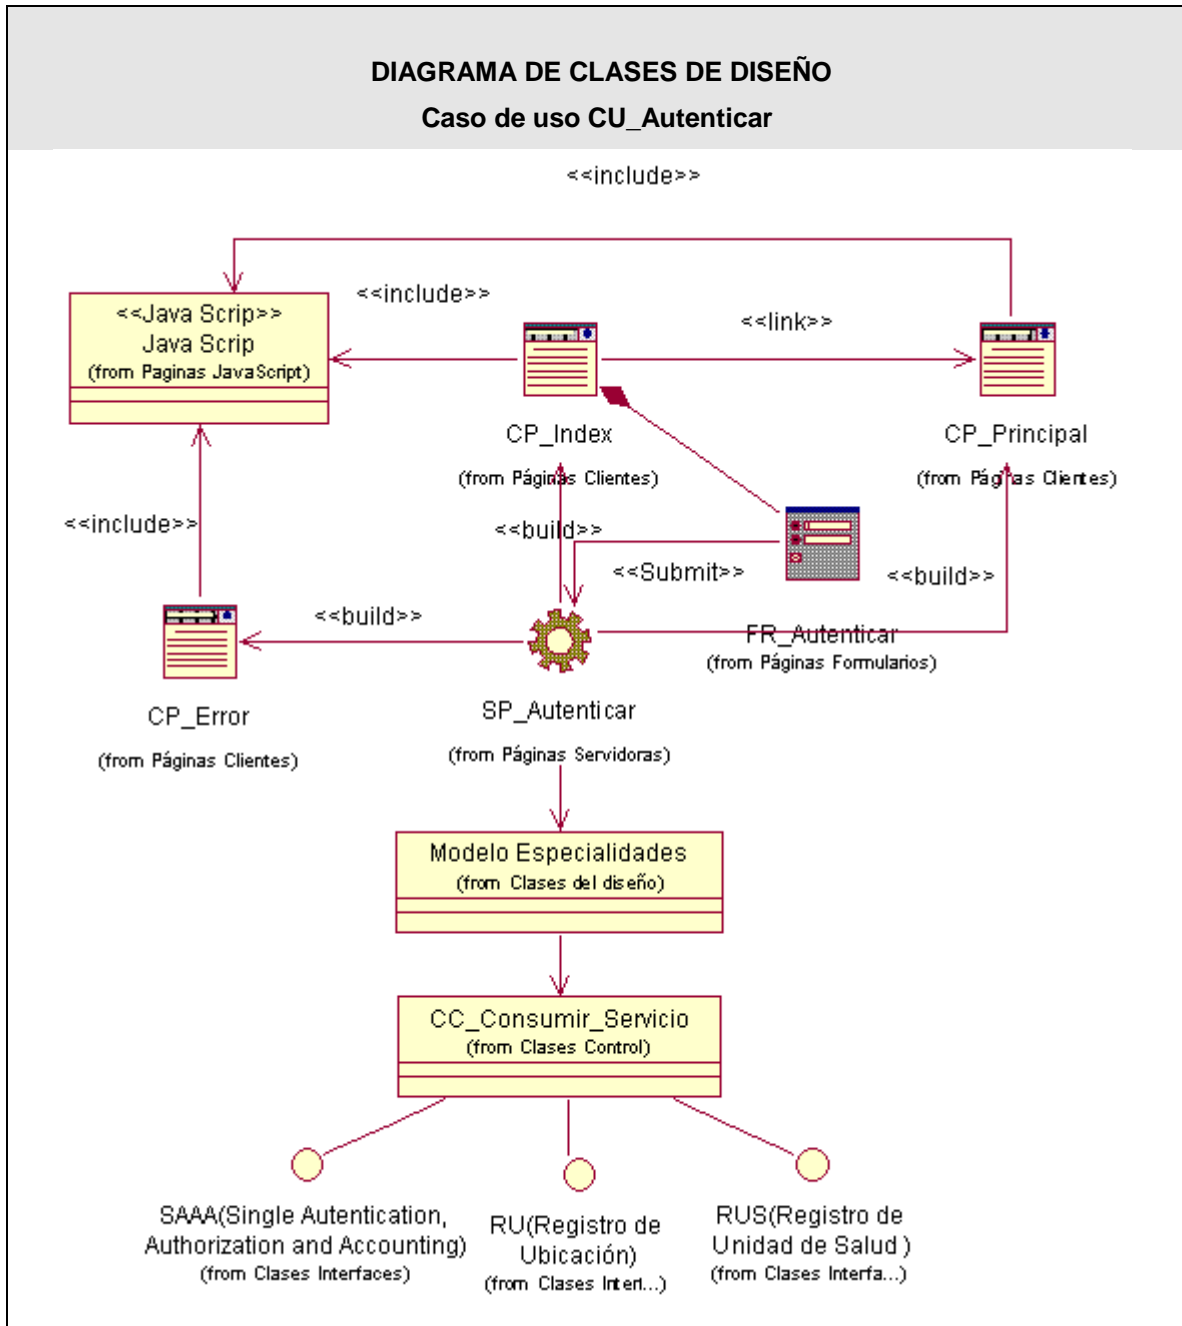 DIAGRAMA DE CLASES DE DISEÑO
Caso de uso CU_Autenticar
<<include>>
<<include>>
<<link>>
<<Java Scrip>>
Java Scrip
(from Paginas JavaScript)
CP_Index
(from Páginas Clientes)
CP_Principal
(from Páginas Clientes)
<<include>>
<<build>>
<<Submit>>
<<build>>
<<build>>
FR_Autenticar
(from Páginas Formularios)
CP_Error
(from Páginas Clientes)
SP_Autenticar
(from Páginas Servidoras)
Modelo Especialidades
(from Clases del diseño)
CC_Consumir_Servicio
(from Clases Control)
SAAA(Single Autentication,
Authorization and Accounting)
(from Clases Interfaces)
RU(Registro de
Ubicación)
(from Clases Interf...)
RUS(Registro de
Unidad de Salud )
(from Clases Interfa...)